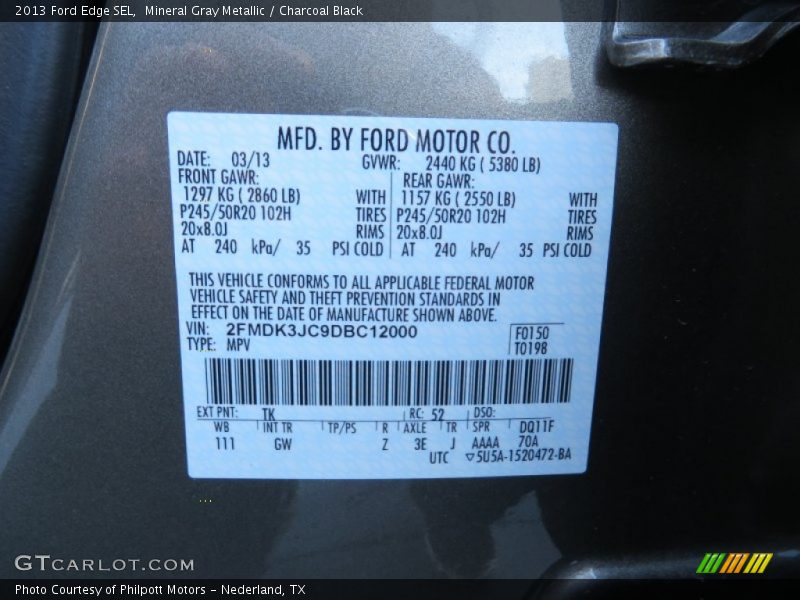 2013 Ford Edge SEL,  Mineral Gray Metallic / Charcoal Black
MFD. BY FORD MOTOR CO.
DATE: 03/13 GVWR: 2440 KG ( 5380 LB)
FRONT GAWR: REAR GAWR:
1297 KG ( 2860 LB) WITH 1157 KG ( 2550 LB) WITH
P245/50R20 102H TIRES P245/50R20 102H TIRES
20x8.0J RIMS 20x8.0J RIMS
AT 240 kPa/ 35 PSI COLD AT 240 kPa/ 35 PSI COLD
THIS VEHICLE CONFORMS TO ALL APPLICABLE FEDERAL MOTOR
VEHICLE SAFETY AND THEFT PREVENTION STANDARDS IN
EFFECT ON THE DATE OF MANUFACTURE SHOWN ABOVE.
VIN: 2FMDK3JC9DBC12000 F0150
TYPE: MPV T0198
EXT PNT: TK RC: 52 DSO:
WB INT TR TP/PS R AXLE TR SPR DQ11F
111 GW Z 3E J AAAA 70A
UTC ▽5U5A-1520472-BA
GTCARLOT.COM
Photo Courtesy of Philpott Motors - Nederland, TX